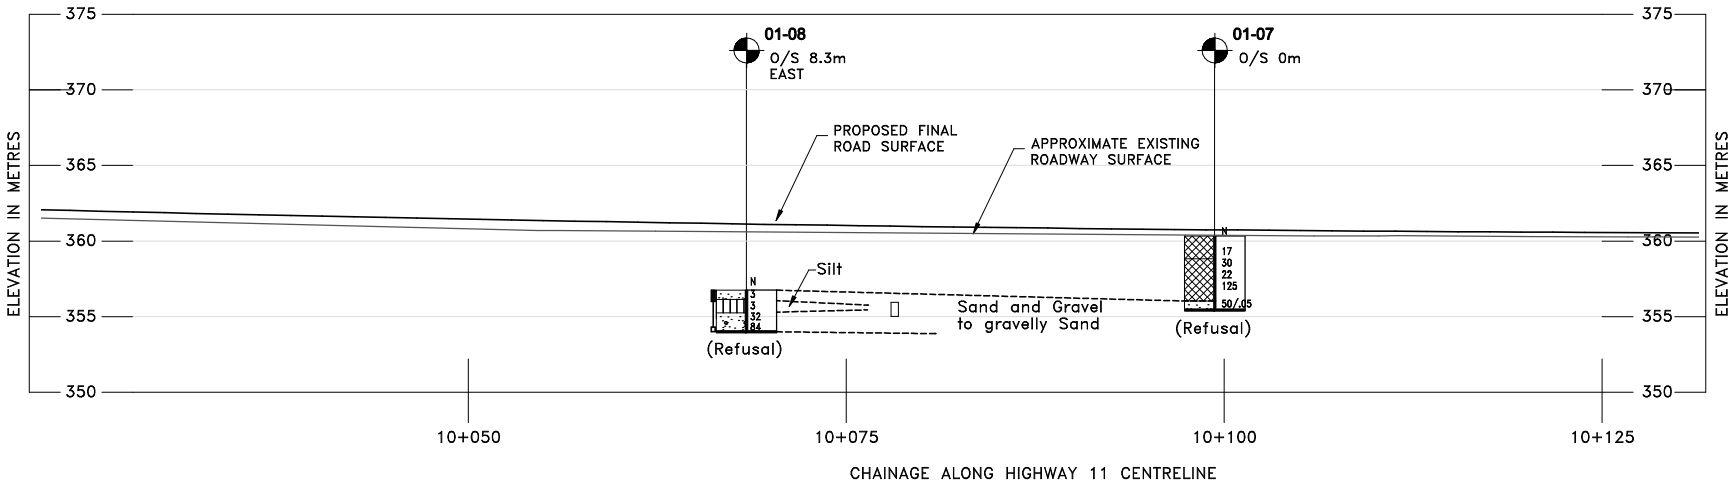 375
375
01-08
O/S 8.3m
EAST
01-07
O/S 0m
370
370
PROPOSED FINAL
ROAD SURFACE
APPROXIMATE EXISTING
ROADWAY SURFACE
365
365
ELEVATION IN METRES
ELEVATION IN METRES
360
360
N
17
30
22
125
50/.05
(Refusal)
Silt
N
3
3
32
84
(Refusal)
Sand and Gravel
to gravelly Sand
355
355
350
350
10+050
10+075
10+100
10+125
CHAINAGE ALONG HIGHWAY 11 CENTRELINE